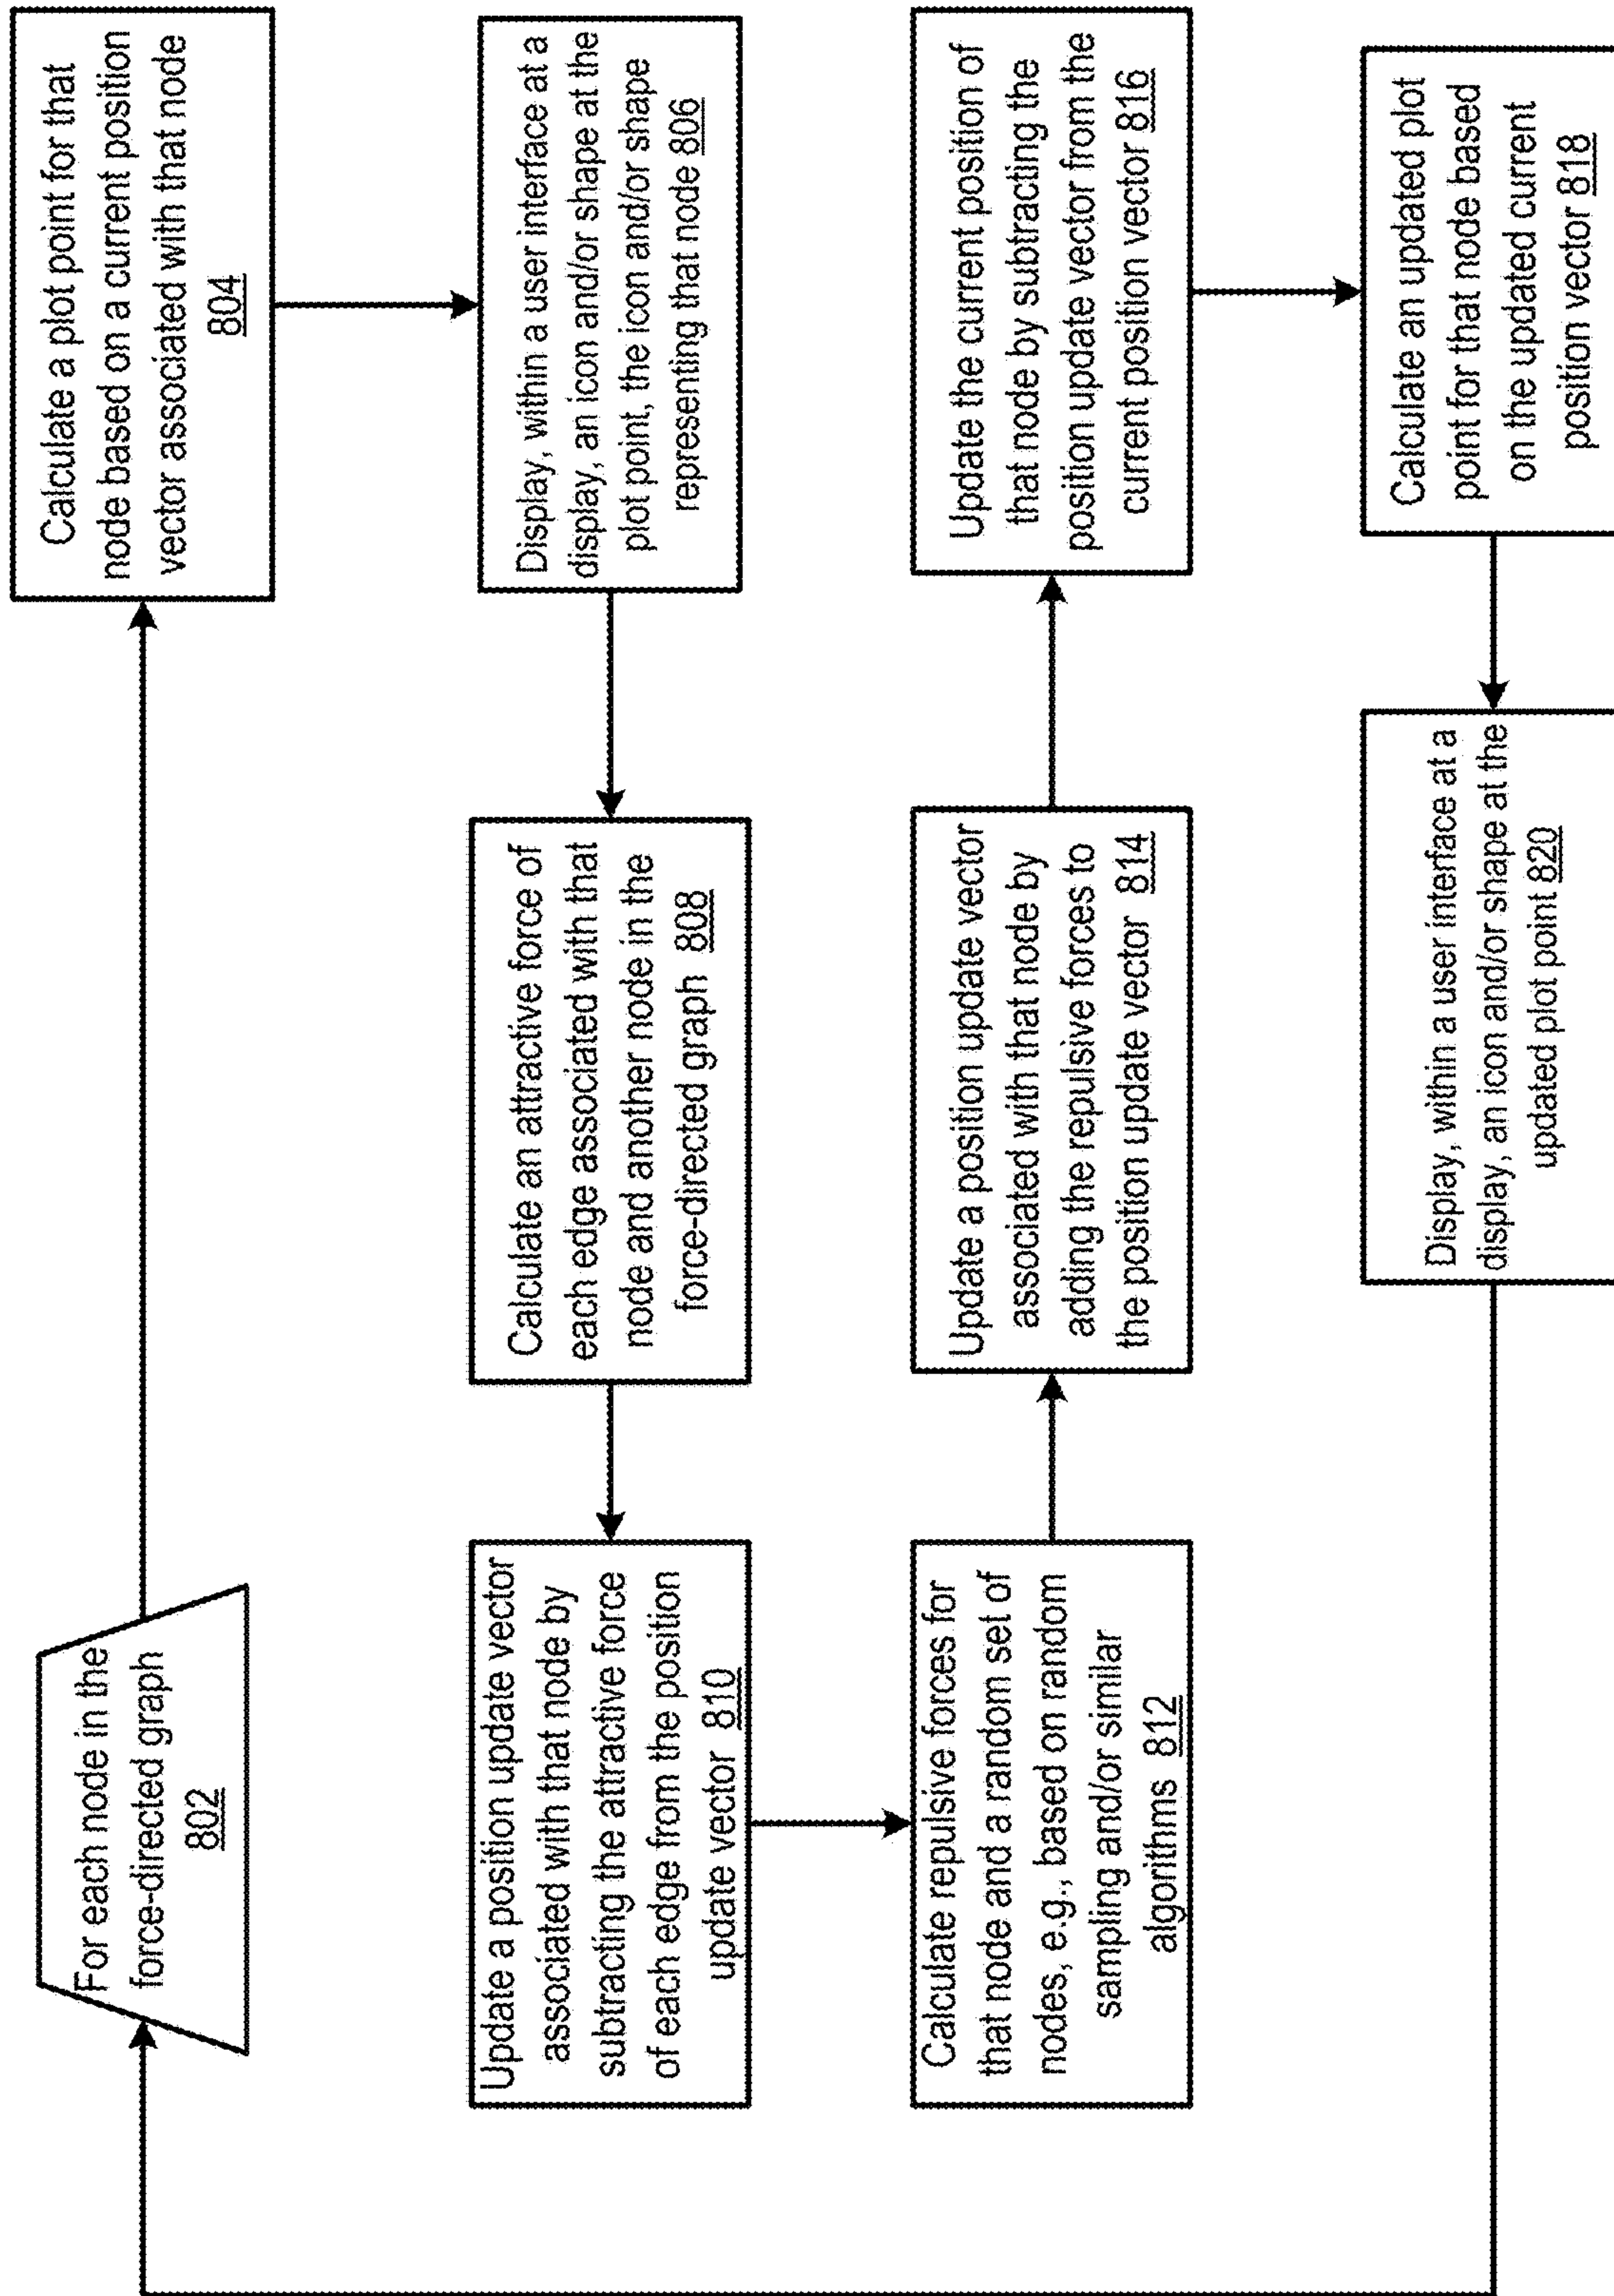 For each node in the
force-directed graph
802
Calculate a plot point for that
node based on a current position
vector associated with that node
804
Display, within a user interface at a
display, an icon and/or shape at the
plot point, the icon and/or shape
representing that node 806
Calculate an attractive force of
each edge associated with that
node and another node in the
force-directed graph 808
Update a position update vector
associated with that node by
subtracting the attractive force
of each edge from the position
update vector 810
Calculate repulsive forces for
that node and a random set of
nodes, e.g., based on random
sampling and/or similar
algorithms 812
Update a position update vector
associated with that node by
adding the repulsive forces to
the position update vector 814
Update the current position of
that node by subtracting the
position update vector from the
current position vector 816
Calculate an updated plot
point for that node based
on the updated current
position vector 818
Display, within a user interface at a
display, an icon and/or shape at the
updated plot point 820